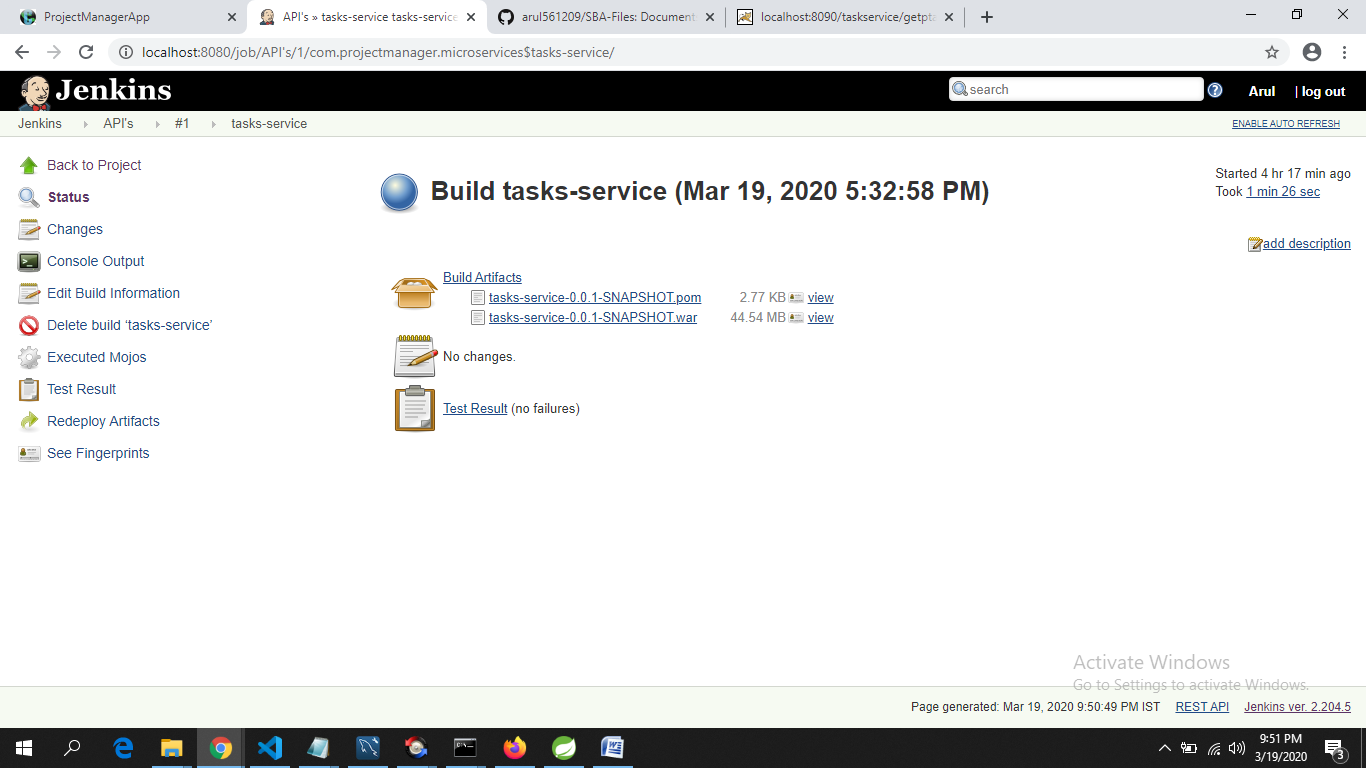 ProjectManagerApp
API's » tasks-service tasks-service
arul561209/SBA-Files: Document
localhost:8090/taskservice/getpta
localhost:8080/job/API's/1/com.projectmanager.microservices$tasks-service/
Jenkins
search
Arul
| log out
Jenkins API's #1 tasks-service
ENABLE AUTO REFRESH
Back to Project
Status
Changes
Console Output
Edit Build Information
Delete build ‘tasks-service’
Executed Mojos
Test Result
Redeploy Artifacts
See Fingerprints
Build tasks-service (Mar 19, 2020 5:32:58 PM)
Started 4 hr 17 min ago
Took 1 min 26 sec
add description
Build Artifacts
tasks-service-0.0.1-SNAPSHOT.pom 2.77 KB view
tasks-service-0.0.1-SNAPSHOT.war 44.54 MB view
No changes.
Test Result (no failures)
Activate Windows
Go to Settings to activate Windows.
Page generated: Mar 19, 2020 9:50:49 PM IST REST API Jenkins ver. 2.204.5
9:51 PM
3/19/2020
3